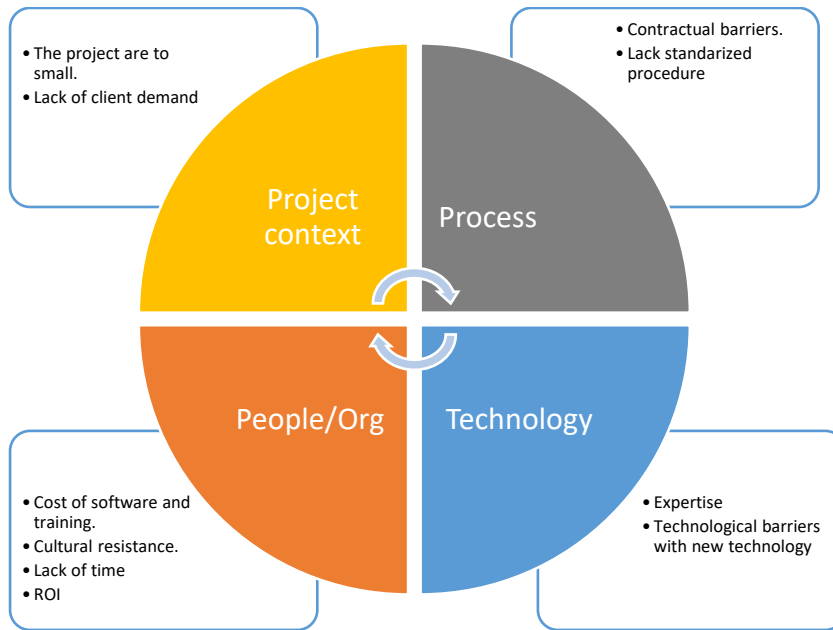 • The project are to
small.
• Lack of client demand
• Contractual barriers.
• Lack standarized
procedure
Project
context
Process
People/Org
Technology
• Cost of software and
training.
• Cultural resistance.
• Lack of time
• ROI
• Expertise
• Technological barriers
with new technology